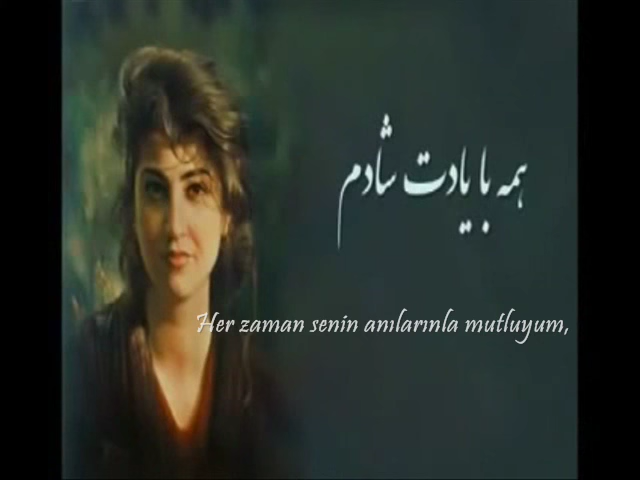 همه با یادت شادم
Her zaman senin anılarınla mutluyum,